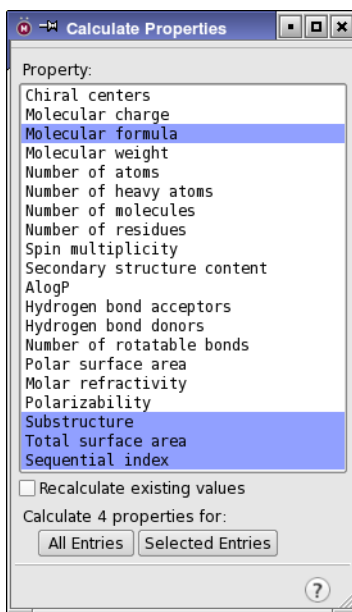 Calculate Properties
Property:
Chiral centers
Molecular charge
Molecular formula
Molecular weight
Number of atoms
Number of heavy atoms
Number of molecules
Number of residues
Spin multiplicity
Secondary structure content
AlogP
Hydrogen bond acceptors
Hydrogen bond donors
Number of rotatable bonds
Polar surface area
Molar refractivity
Polarizability
Substructure
Total surface area
Sequential index
Recalculate existing values
Calculate 4 properties for:
All Entries Selected Entries
?